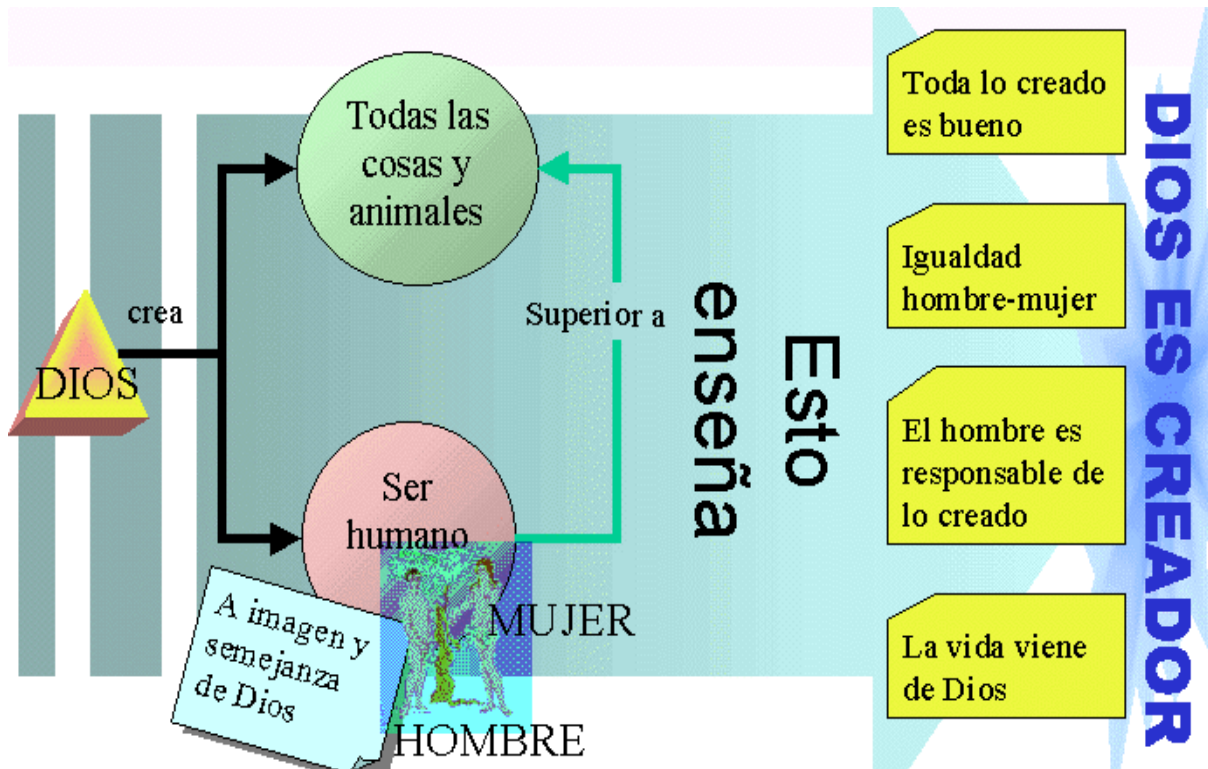 DIOS
crea
Todas las
cosas y
animales
Superior a
Ser
humano
A imagen y
semejanza
de Dios
MUJER
HOMBRE
Esto
enseña
Toda lo creado
es bueno
Igualdad
hombre-mujer
El hombre es
responsable de
lo creado
La vida viene
de Dios
DIOS ES CREADOR